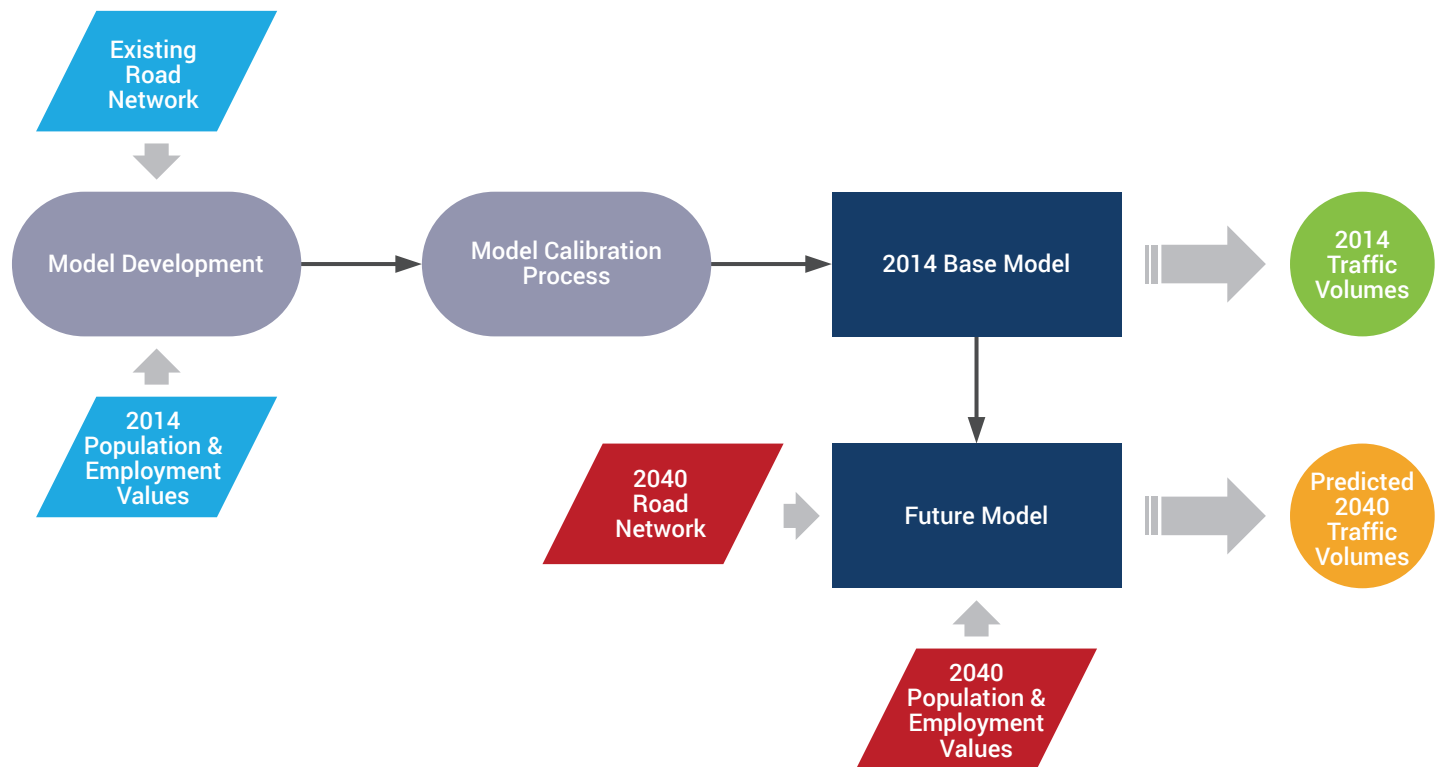 Existing
Road
Network
Model Development
Model Calibration
Process
2014 Base Model
2014
Traffic
Volumes
2014
Population &
Employment
Values
2040
Road
Network
Future Model
Predicted
2040
Traffic
Volumes
2040
Population &
Employment
Values